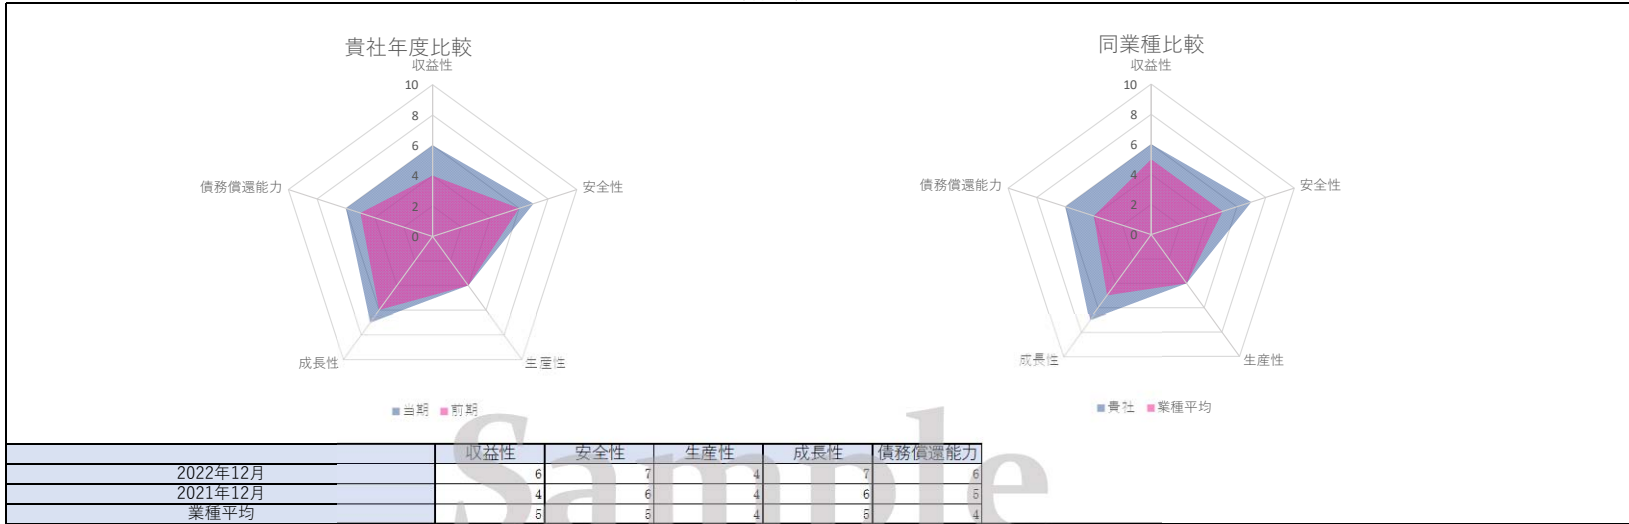 貴社年度比較
収益性
10
8
6
4
2
0
安全性
生産性
成長性
債務償還能力
当期 前期
同業種比較
収益性
10
8
6
4
2
0
安全性
生産性
成長性
債務償還能力
貴社 業種平均
収益性 安全性 生産性 成長性 債務償還能力
2022年12月 6 7 4 7 6
2021年12月 4 6 4 6 5
業種平均 5 5 4 5 4
Sample